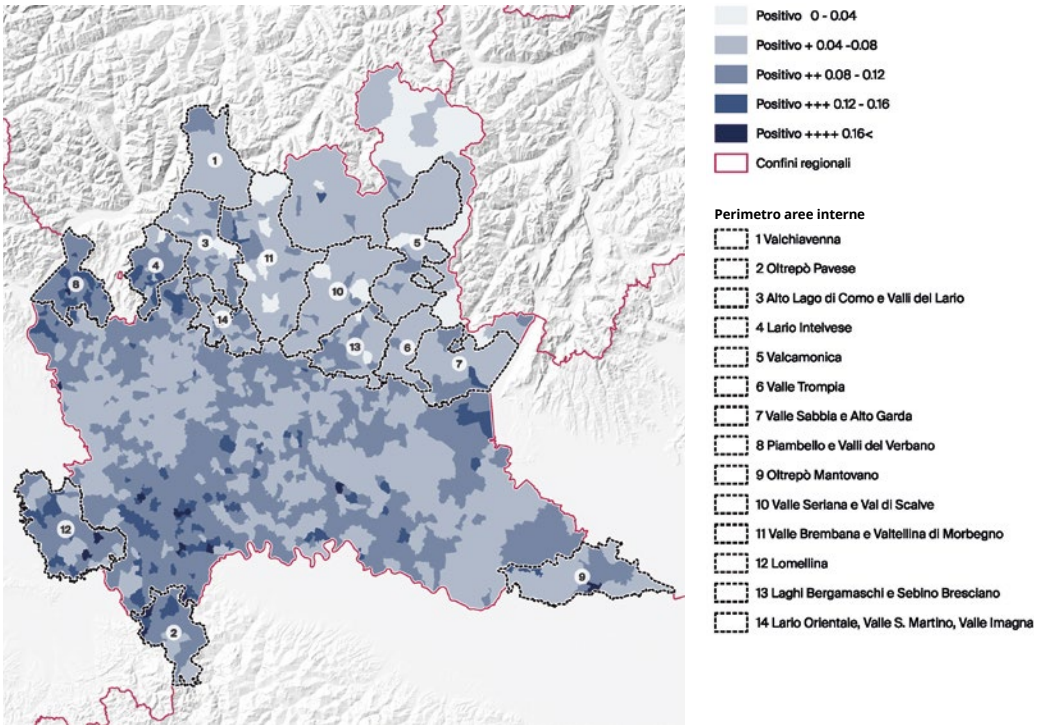 Positivo 0 - 0.04
Positivo + 0.04 -0.08
Positivo ++ 0.08 - 0.12
Positivo +++ 0.12 - 0.16
Positivo ++++ 0.16<
Confini regionali
Perimetro aree interne
1 Valchiavenna
2 Oltrepò Pavese
3 Alto Lago di Como e Valli del Lario
4 Lario Intelvese
5 Valcamonica
6 Valle Trompia
7 Valle Sabbia e Alto Garda
8 Piambello e Valli del Verbano
9 Oltrepò Mantovano
10 Valle Seriana e Val di Scalve
11 Valle Brembana e Valtellina di Morbegno
12 Lomellina
13 Laghi Bergamaschi e Sebino Bresciano
14 Lario Orientale, Valle S. Martino, Valle Imagna
1
3
5
4
11
8
10
14
13
6
7
12
9
2